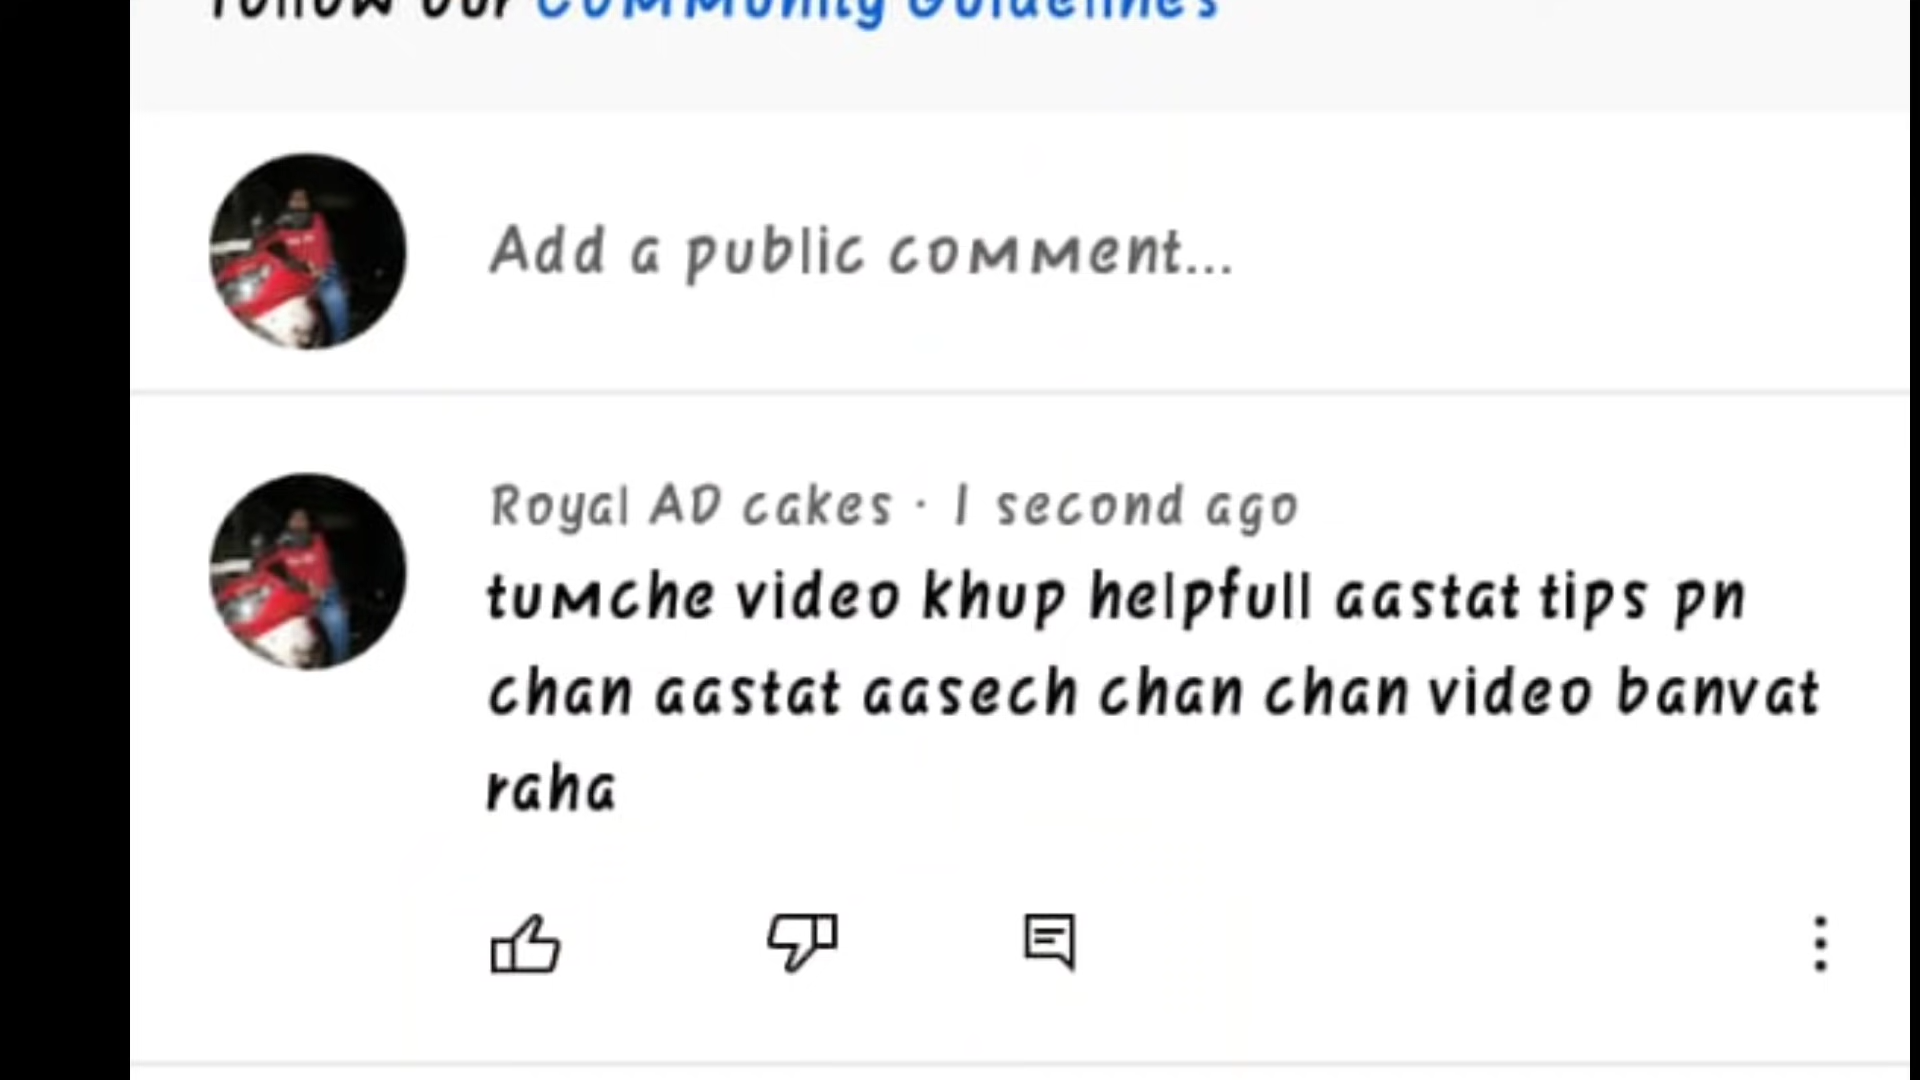 follow our Community Guidelines
Add a public comment...
Royal AD cakes · 1 second ago
tumche video khup helpfull aastat tips pn
chan aastat aasech chan chan video banvat
raha